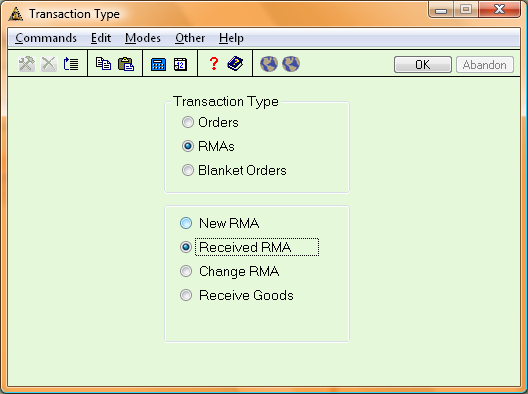 Transaction Type
Commands Edit Modes Other Help
? OK Abandon
Transaction Type
Orders
RMAs
Blanket Orders
New RMA
Received RMA
Change RMA
Receive Goods